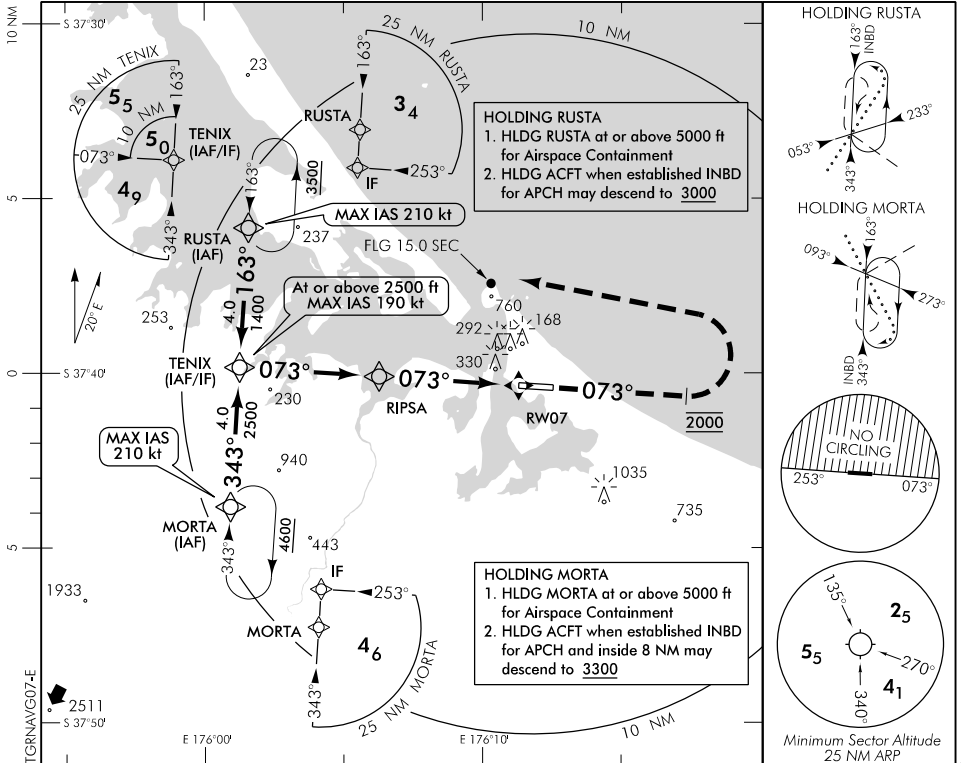 10 NM
S 37°30'
25 NM TENIX
5₅
10 NM
5₀
4₉
163°
073°
343°
TENIX
(IAF/IF)
23
25 NM RUSTA
163°
RUSTA
3₄
IF
253°
10 NM
HOLDING RUSTA
1. HLDG RUSTA at or above 5000 ft
for Airspace Containment
2. HLDG ACFT when established INBD
for APCH may descend to 3000
163°
3500
5
RUSTA
(IAF)
MAX IAS 210 kt
237
FLG 15.0 SEC
163°
4.0
1400
At or above 2500 ft
MAX IAS 190 kt
20° E
253
760
292
168
330
TENIX
(IAF/IF)
0
S 37°40'
073°
073°
073°
RIPSA
RW07
2000
230
4.0
2500
343°
MAX IAS
210 kt
940
1035
735
MORTA
(IAF)
343°
4600
5
443
1933
IF
253°
MORTA
4₆
343°
25 NM MORTA
10 NM
HOLDING MORTA
1. HLDG MORTA at or above 5000 ft
for Airspace Containment
2. HLDG ACFT when established INBD
for APCH and inside 8 NM may
descend to 3300
2511
S 37°50'
E 176°00'
E 176°10'
TGRNAVG07-E
HOLDING RUSTA
163°
INBD
233°
053°
343°
HOLDING MORTA
163°
093°
273°
INBD
343°
NO
CIRCLING
253°
073°
135°
2₅
5₅
270°
4₁
340°
Minimum Sector Altitude
25 NM ARP